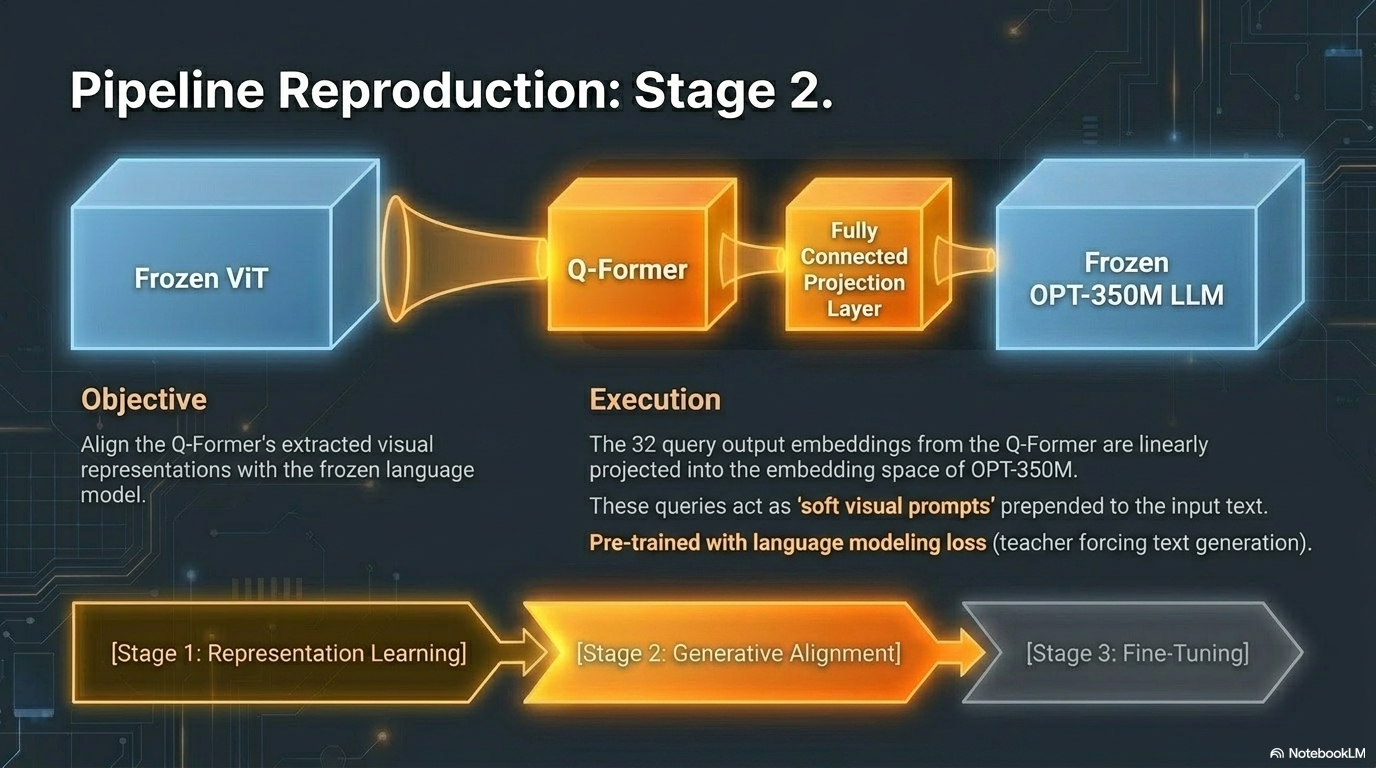 Pipeline Reproduction: Stage 2.
Frozen ViT
Q-Former
Fully
Connected
Projection
Layer
Frozen
OPT-350M LLM
Objective
Align the Q-Former's extracted visual
representations with the frozen language
model.
Execution
The 32 query output embeddings from the Q-Former are linearly
projected into the embedding space of OPT-350M.
These queries act as 'soft visual prompts' prepended to the input text.
Pre-trained with language modeling loss (teacher forcing text generation).
[Stage 1: Representation Learning]
[Stage 2: Generative Alignment]
[Stage 3: Fine-Tuning]
NotebookLM